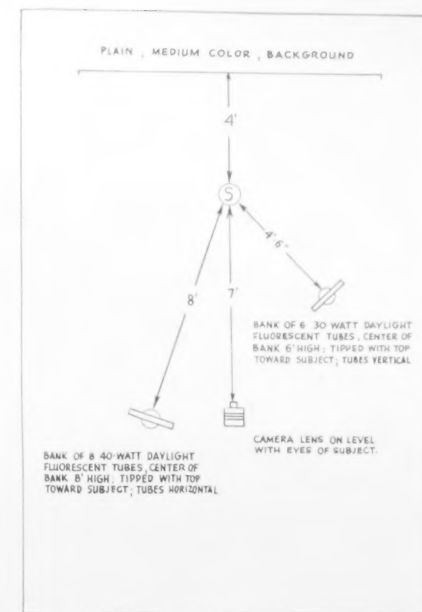 PLAIN, MEDIUM COLOR, BACKGROUND
4'
S
4'6"
8'
7'
BANK OF 6 30 WATT DAYLIGHT
FLUORESCENT TUBES, CENTER OF
BANK 6' HIGH; TIPPED WITH TOP
TOWARD SUBJECT; TUBES VERTICAL
CAMERA LENS ON LEVEL
WITH EYES OF SUBJECT.
BANK OF 8 40-WATT DAYLIGHT
FLUORESCENT TUBES, CENTER OF
BANK 8' HIGH; TIPPED WITH TOP
TOWARD SUBJECT; TUBES HORIZONTAL